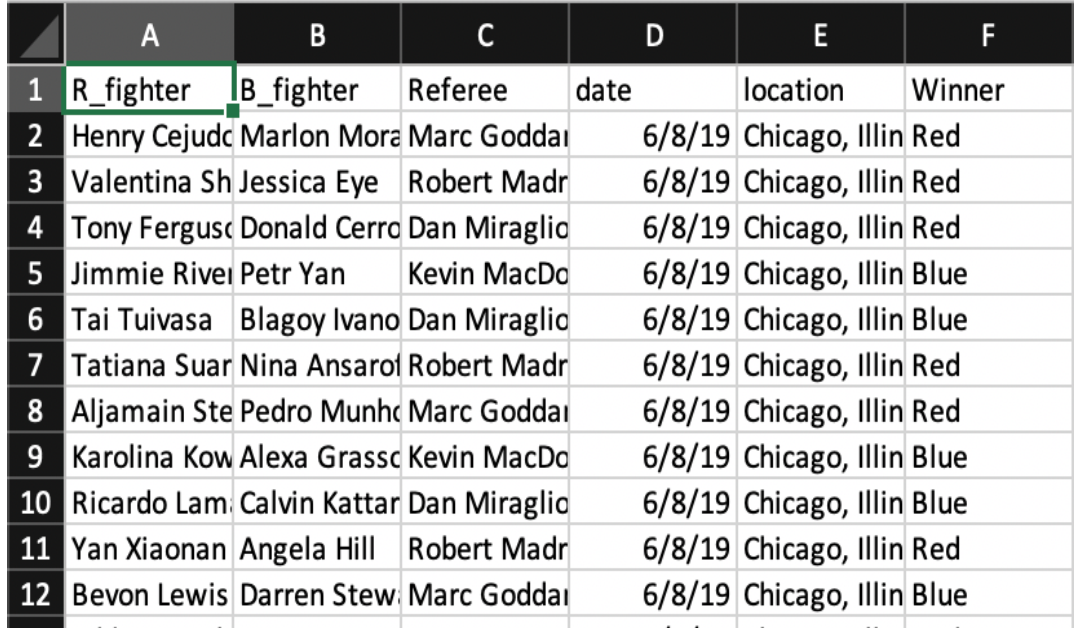 A B C D E F
1 R_fighter B_fighter Referee date location Winner
2 Henry Cejudo Marlon Mora Marc Goddar 6/8/19 Chicago, Illin Red
3 Valentina Sh Jessica Eye Robert Madr 6/8/19 Chicago, Illin Red
4 Tony Ferguso Donald Cerro Dan Miraglio 6/8/19 Chicago, Illin Red
5 Jimmie River Petr Yan Kevin MacDo 6/8/19 Chicago, Illin Blue
6 Tai Tuivasa Blagoy Ivano Dan Miraglio 6/8/19 Chicago, Illin Blue
7 Tatiana Suar Nina Ansarof Robert Madr 6/8/19 Chicago, Illin Red
8 Aljamain Ste Pedro Munho Marc Goddar 6/8/19 Chicago, Illin Red
9 Karolina Kow Alexa Grasso Kevin MacDo 6/8/19 Chicago, Illin Blue
10 Ricardo Lam Calvin Kattar Dan Miraglio 6/8/19 Chicago, Illin Blue
11 Yan Xiaonan Angela Hill Robert Madr 6/8/19 Chicago, Illin Red
12 Bevon Lewis Darren Stew Marc Goddar 6/8/19 Chicago, Illin Blue